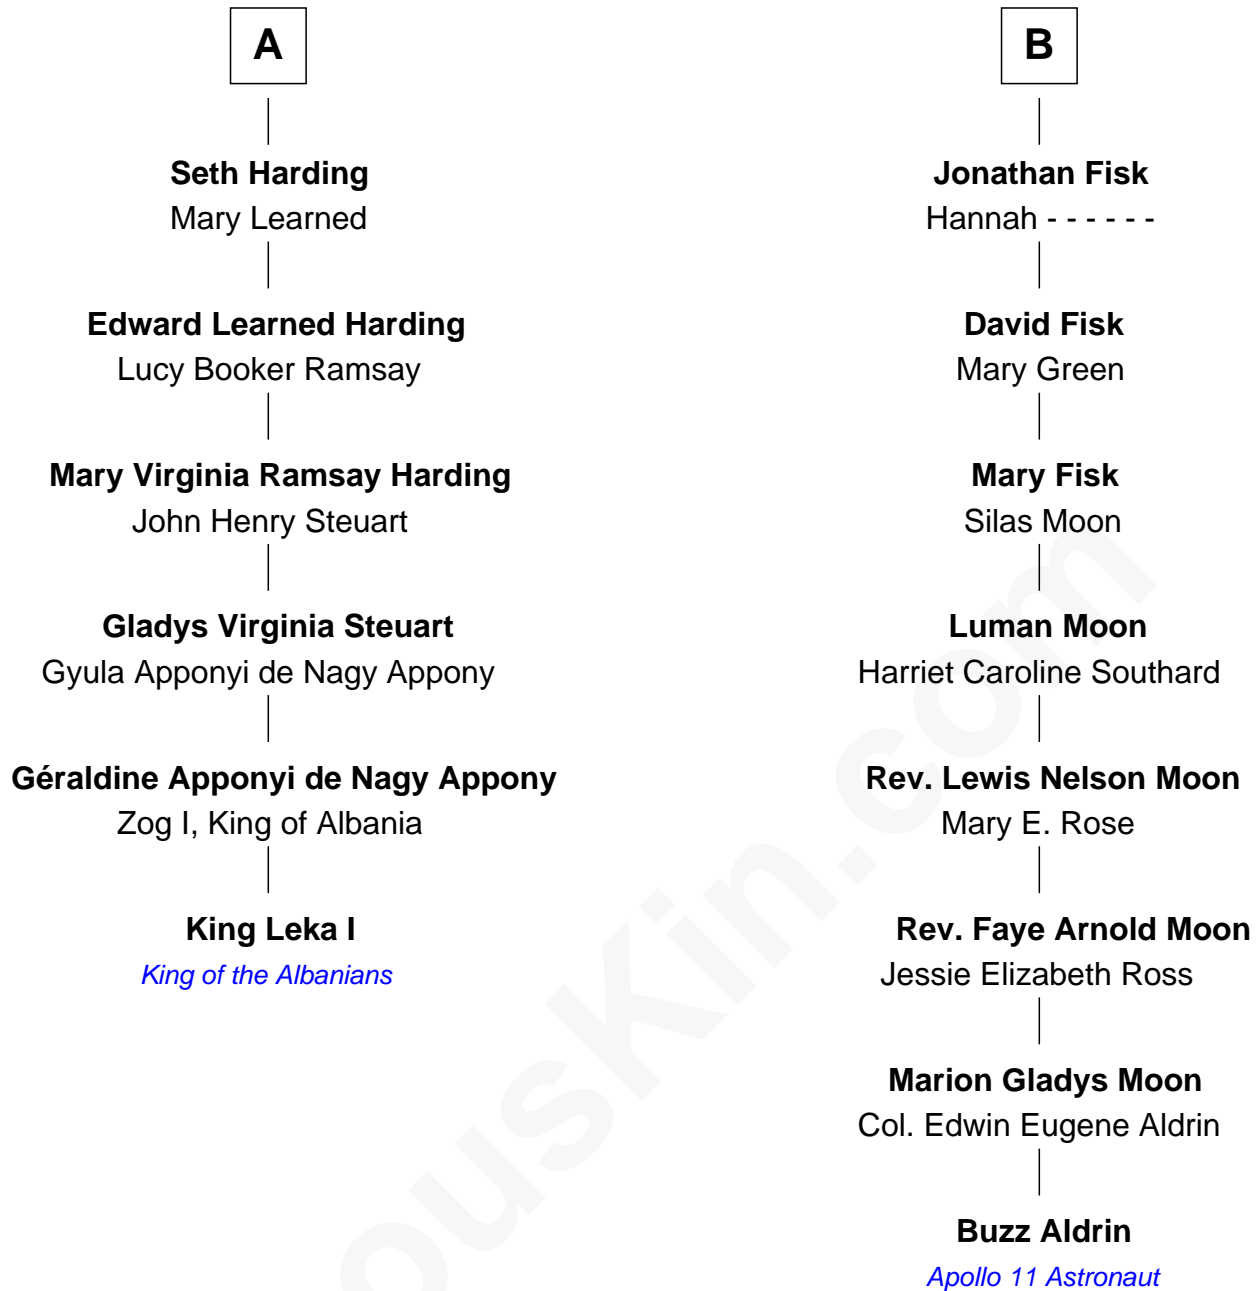 A
Seth Harding
Mary Learned
Edward Learned Harding
Lucy Booker Ramsay
Mary Virginia Ramsay Harding
John Henry Steuart
Gladys Virginia Steuart
Gyula Apponyi de Nagy Appony
Géraldine Apponyi de Nagy Appony
Zog I, King of Albania
King Leka I
King of the Albanians
B
Jonathan Fisk
Hannah - - - - - -
David Fisk
Mary Green
Mary Fisk
Silas Moon
Luman Moon
Harriet Caroline Southard
Rev. Lewis Nelson Moon
Mary E. Rose
Rev. Faye Arnold Moon
Jessie Elizabeth Ross
Marion Gladys Moon
Col. Edwin Eugene Aldrin
Buzz Aldrin
Apollo 11 Astronaut
ousKin.com